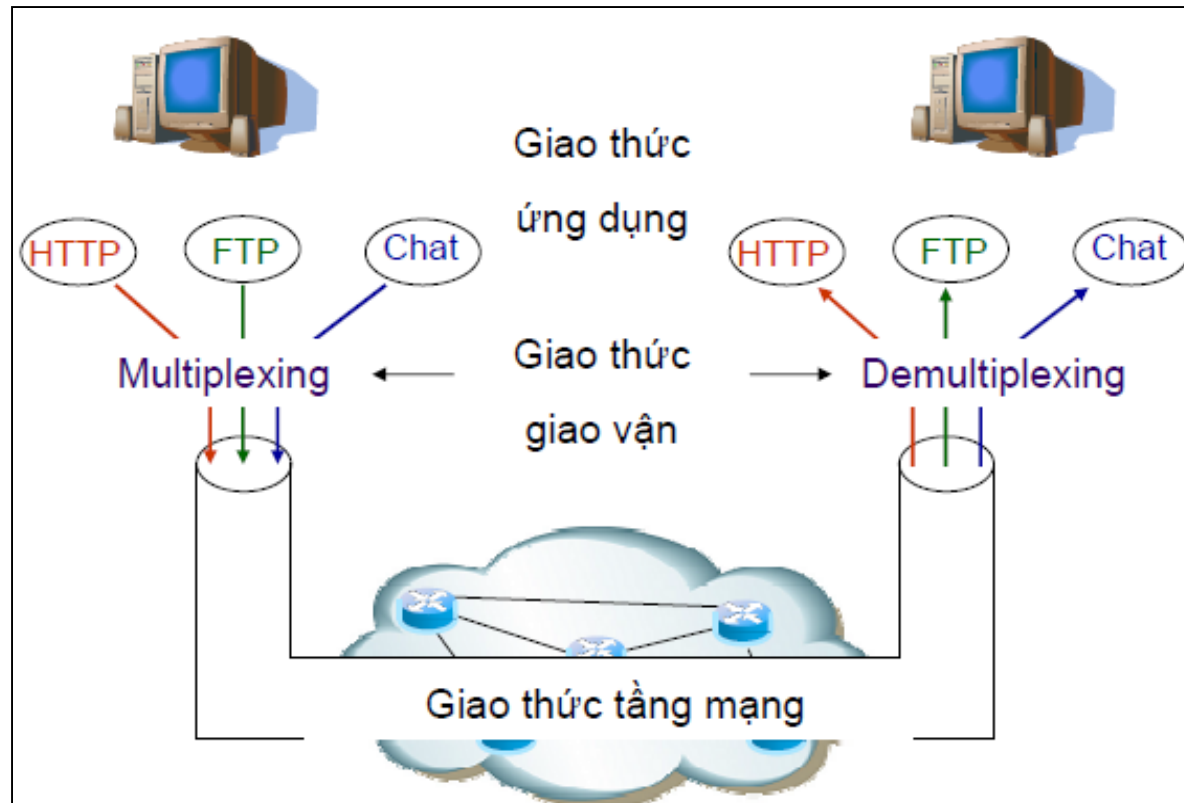 Giao thức
ứng dụng
HTTP FTP Chat HTTP FTP Chat
Giao thức
Multiplexing Demultiplexing
giao vận
Giao thức tầng mạng